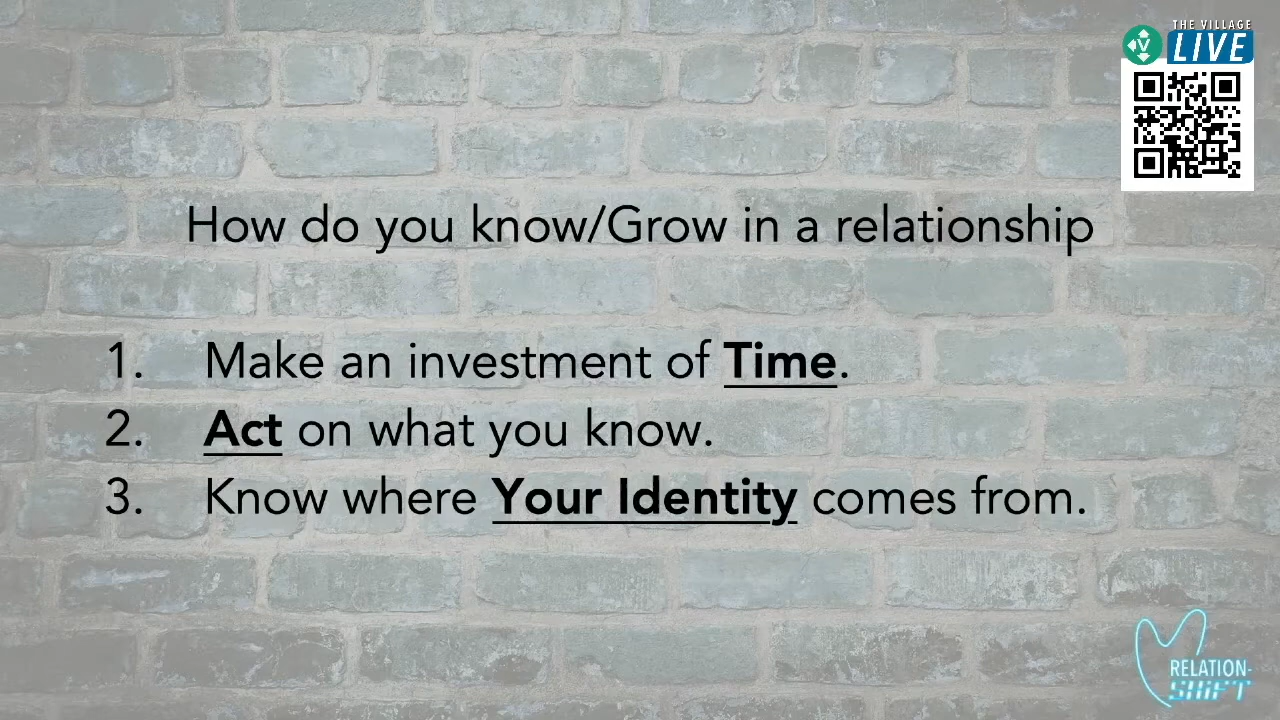 THE VILLAGE
V LIVE
How do you know/Grow in a relationship
1. Make an investment of Time.
2. Act on what you know.
3. Know where Your Identity comes from.
RELATION-
SHIFT